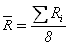 R̄ = ∑ Rᵢ / 8